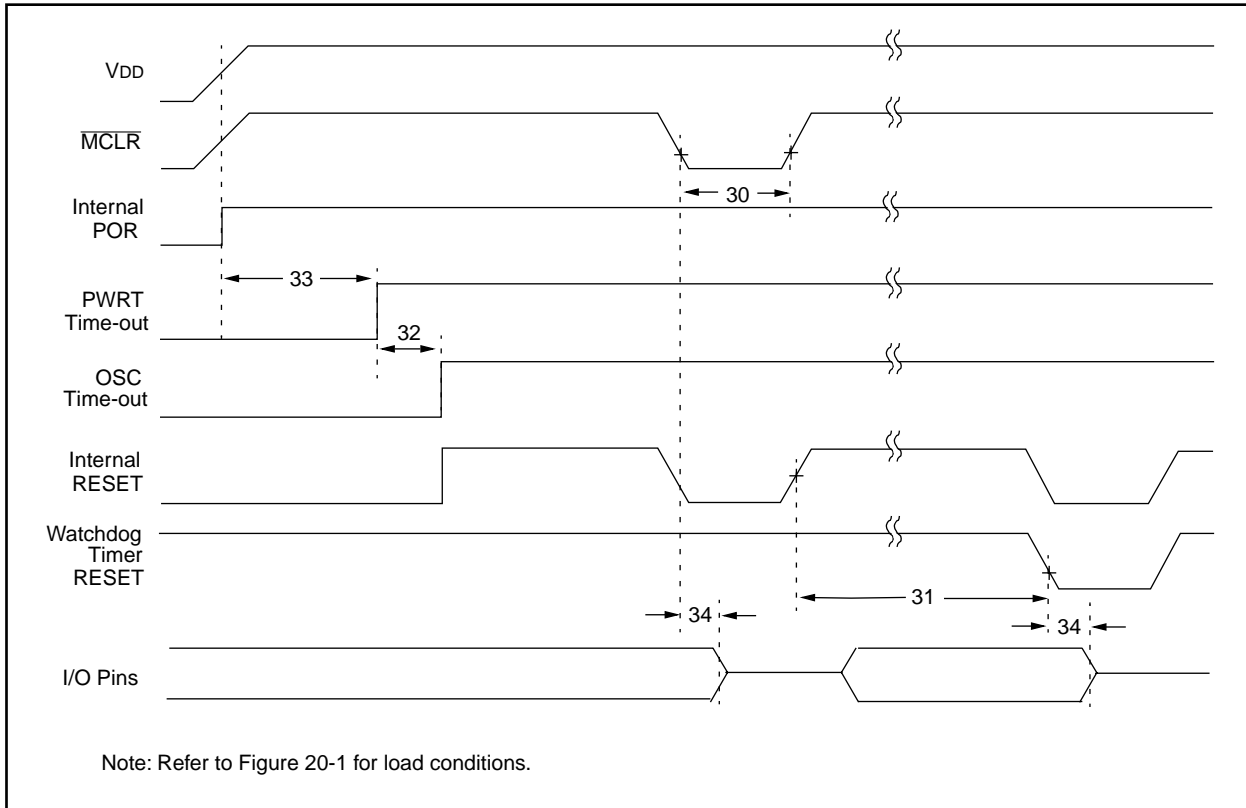 VDD
MCLR
30
Internal
POR
33
PWRT
Time-out
32
OSC
Time-out
Internal
RESET
Watchdog
Timer
RESET
31
34
34
I/O Pins
Note: Refer to Figure 20-1 for load conditions.